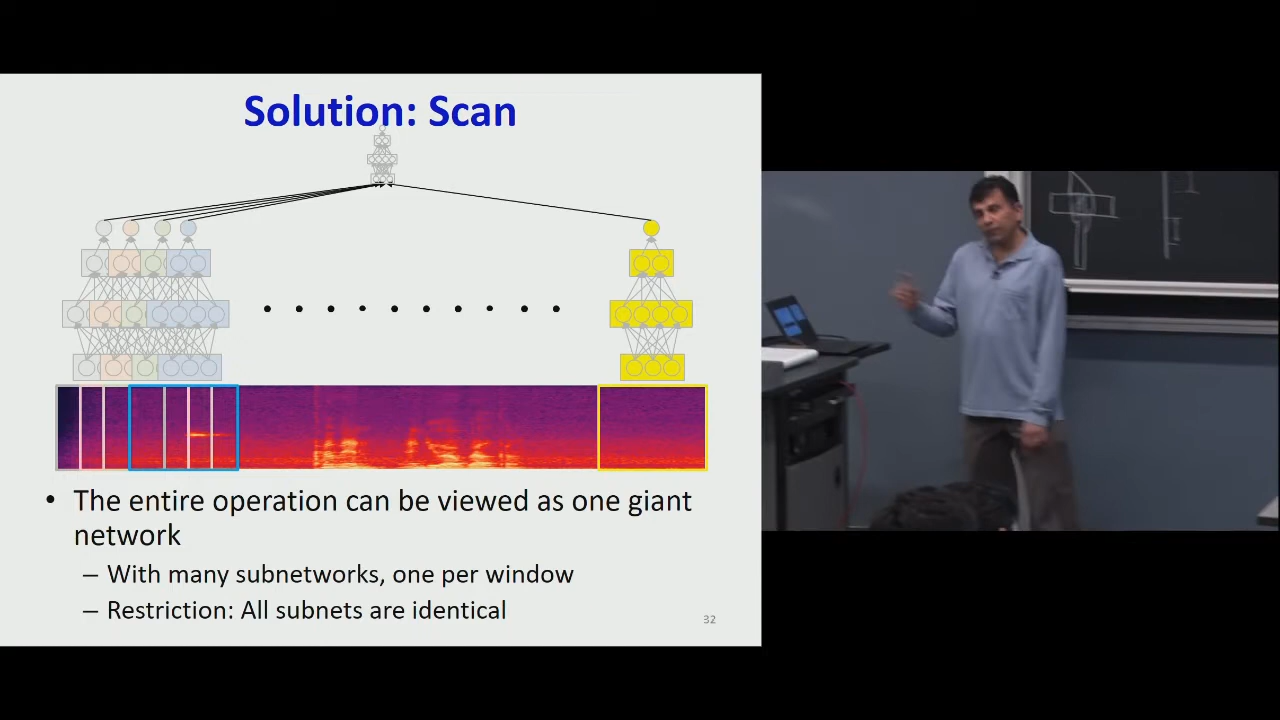 Solution: Scan
• The entire operation can be viewed as one giant
network
– With many subnetworks, one per window
– Restriction: All subnets are identical
32